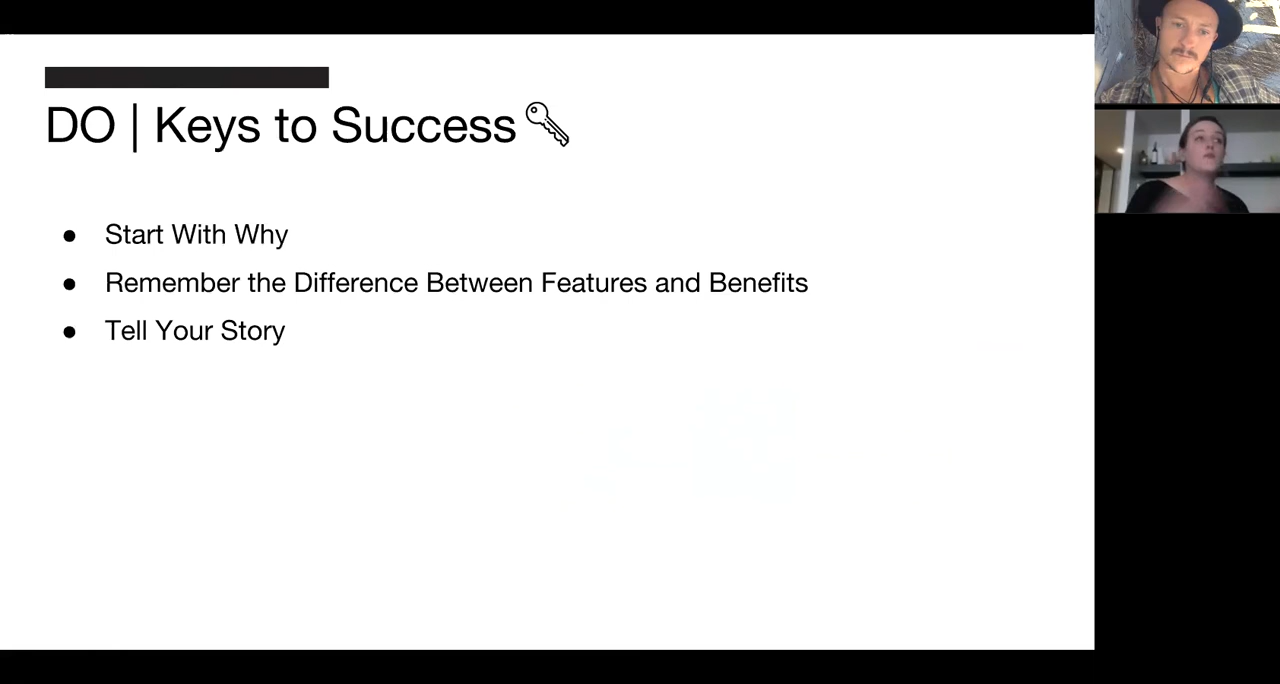 DO | Keys to Success
Start With Why
Remember the Difference Between Features and Benefits
Tell Your Story